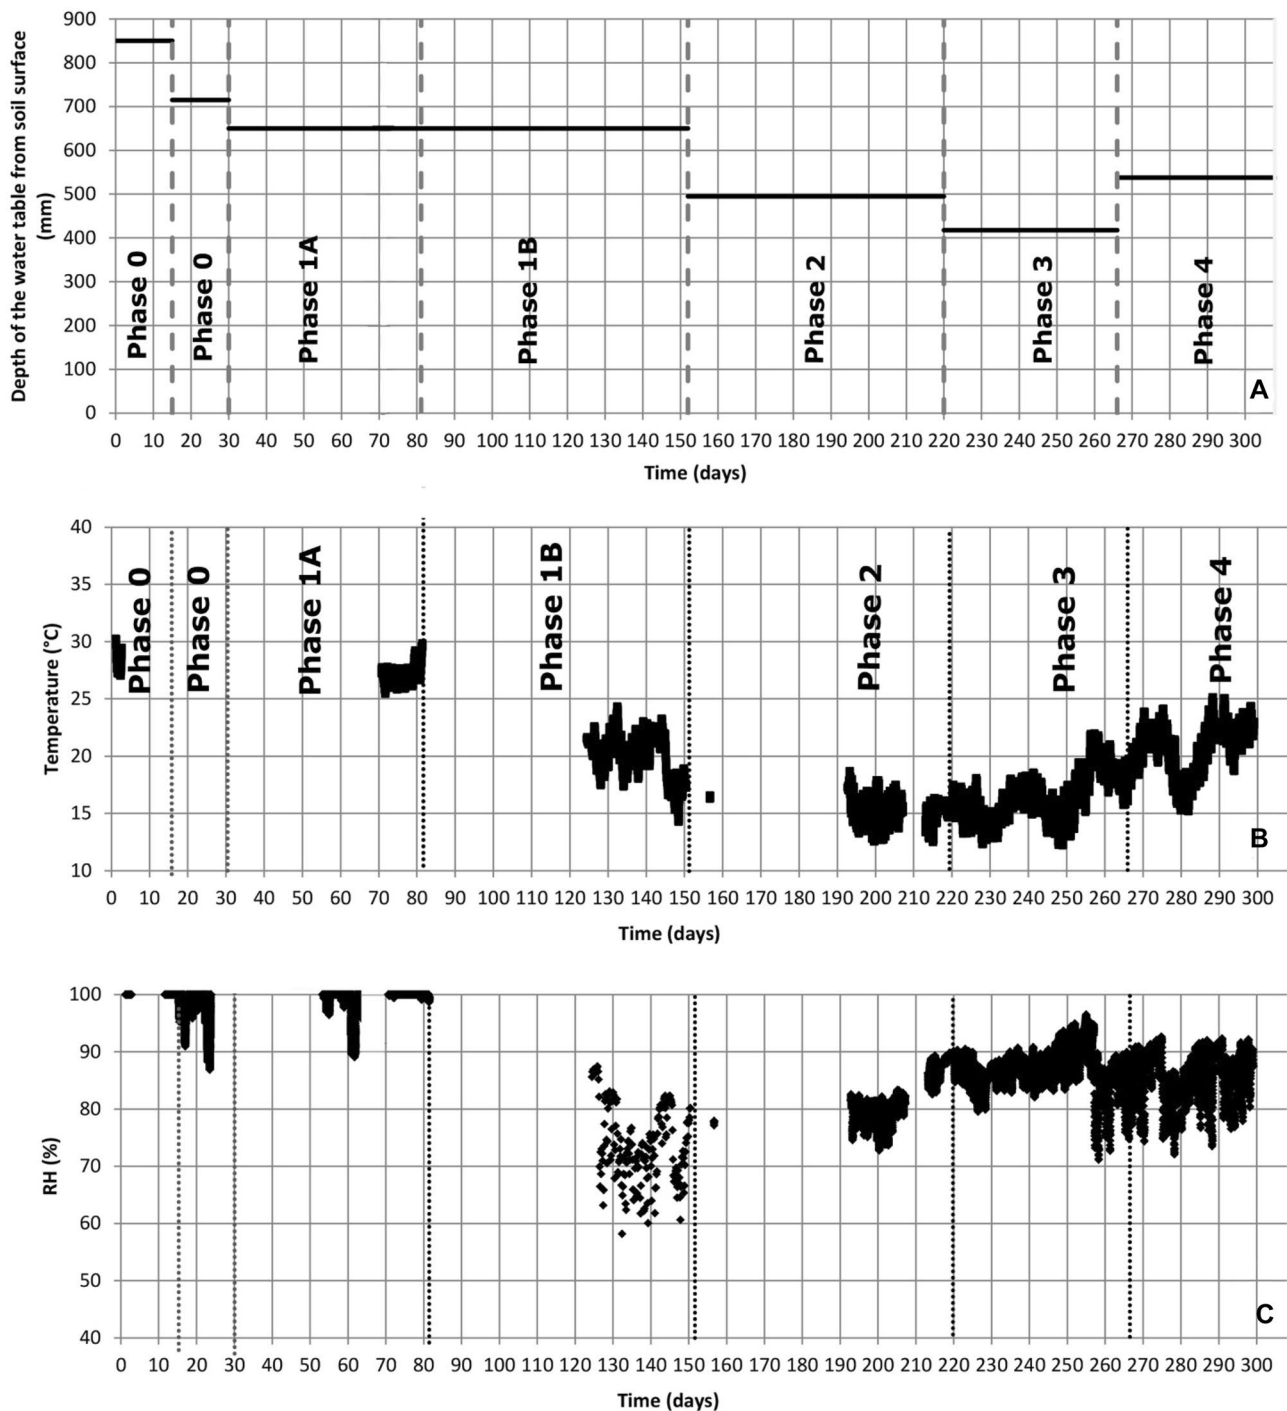 Depth of the water table from soil surface
(mm)
900
800
700
600
500
400
300
200
100
0
Phase 0
Phase 0
Phase 1A
Phase 1B
Phase 2
Phase 3
Phase 4
A
0 10 20 30 40 50 60 70 80 90 100 110 120 130 140 150 160 170 180 190 200 210 220 230 240 250 260 270 280 290 300
Time (days)
Temperature (°C)
40
35
30
25
20
15
10
Phase 0
Phase 0
Phase 1A
Phase 1B
Phase 2
Phase 3
Phase 4
B
0 10 20 30 40 50 60 70 80 90 100 110 120 130 140 150 160 170 180 190 200 210 220 230 240 250 260 270 280 290 300
Time (days)
RH (%)
100
90
80
70
60
50
40
C
0 10 20 30 40 50 60 70 80 90 100 110 120 130 140 150 160 170 180 190 200 210 220 230 240 250 260 270 280 290 300
Time (days)